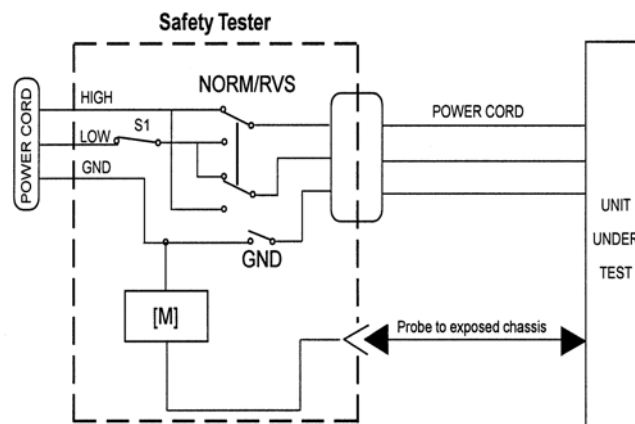 Safety Tester
NORM/RVS
HIGH
S1
LOW
GND
POWER CORD
POWER CORD
GND
[M]
Probe to exposed chassis
UNIT
UNDER
TEST